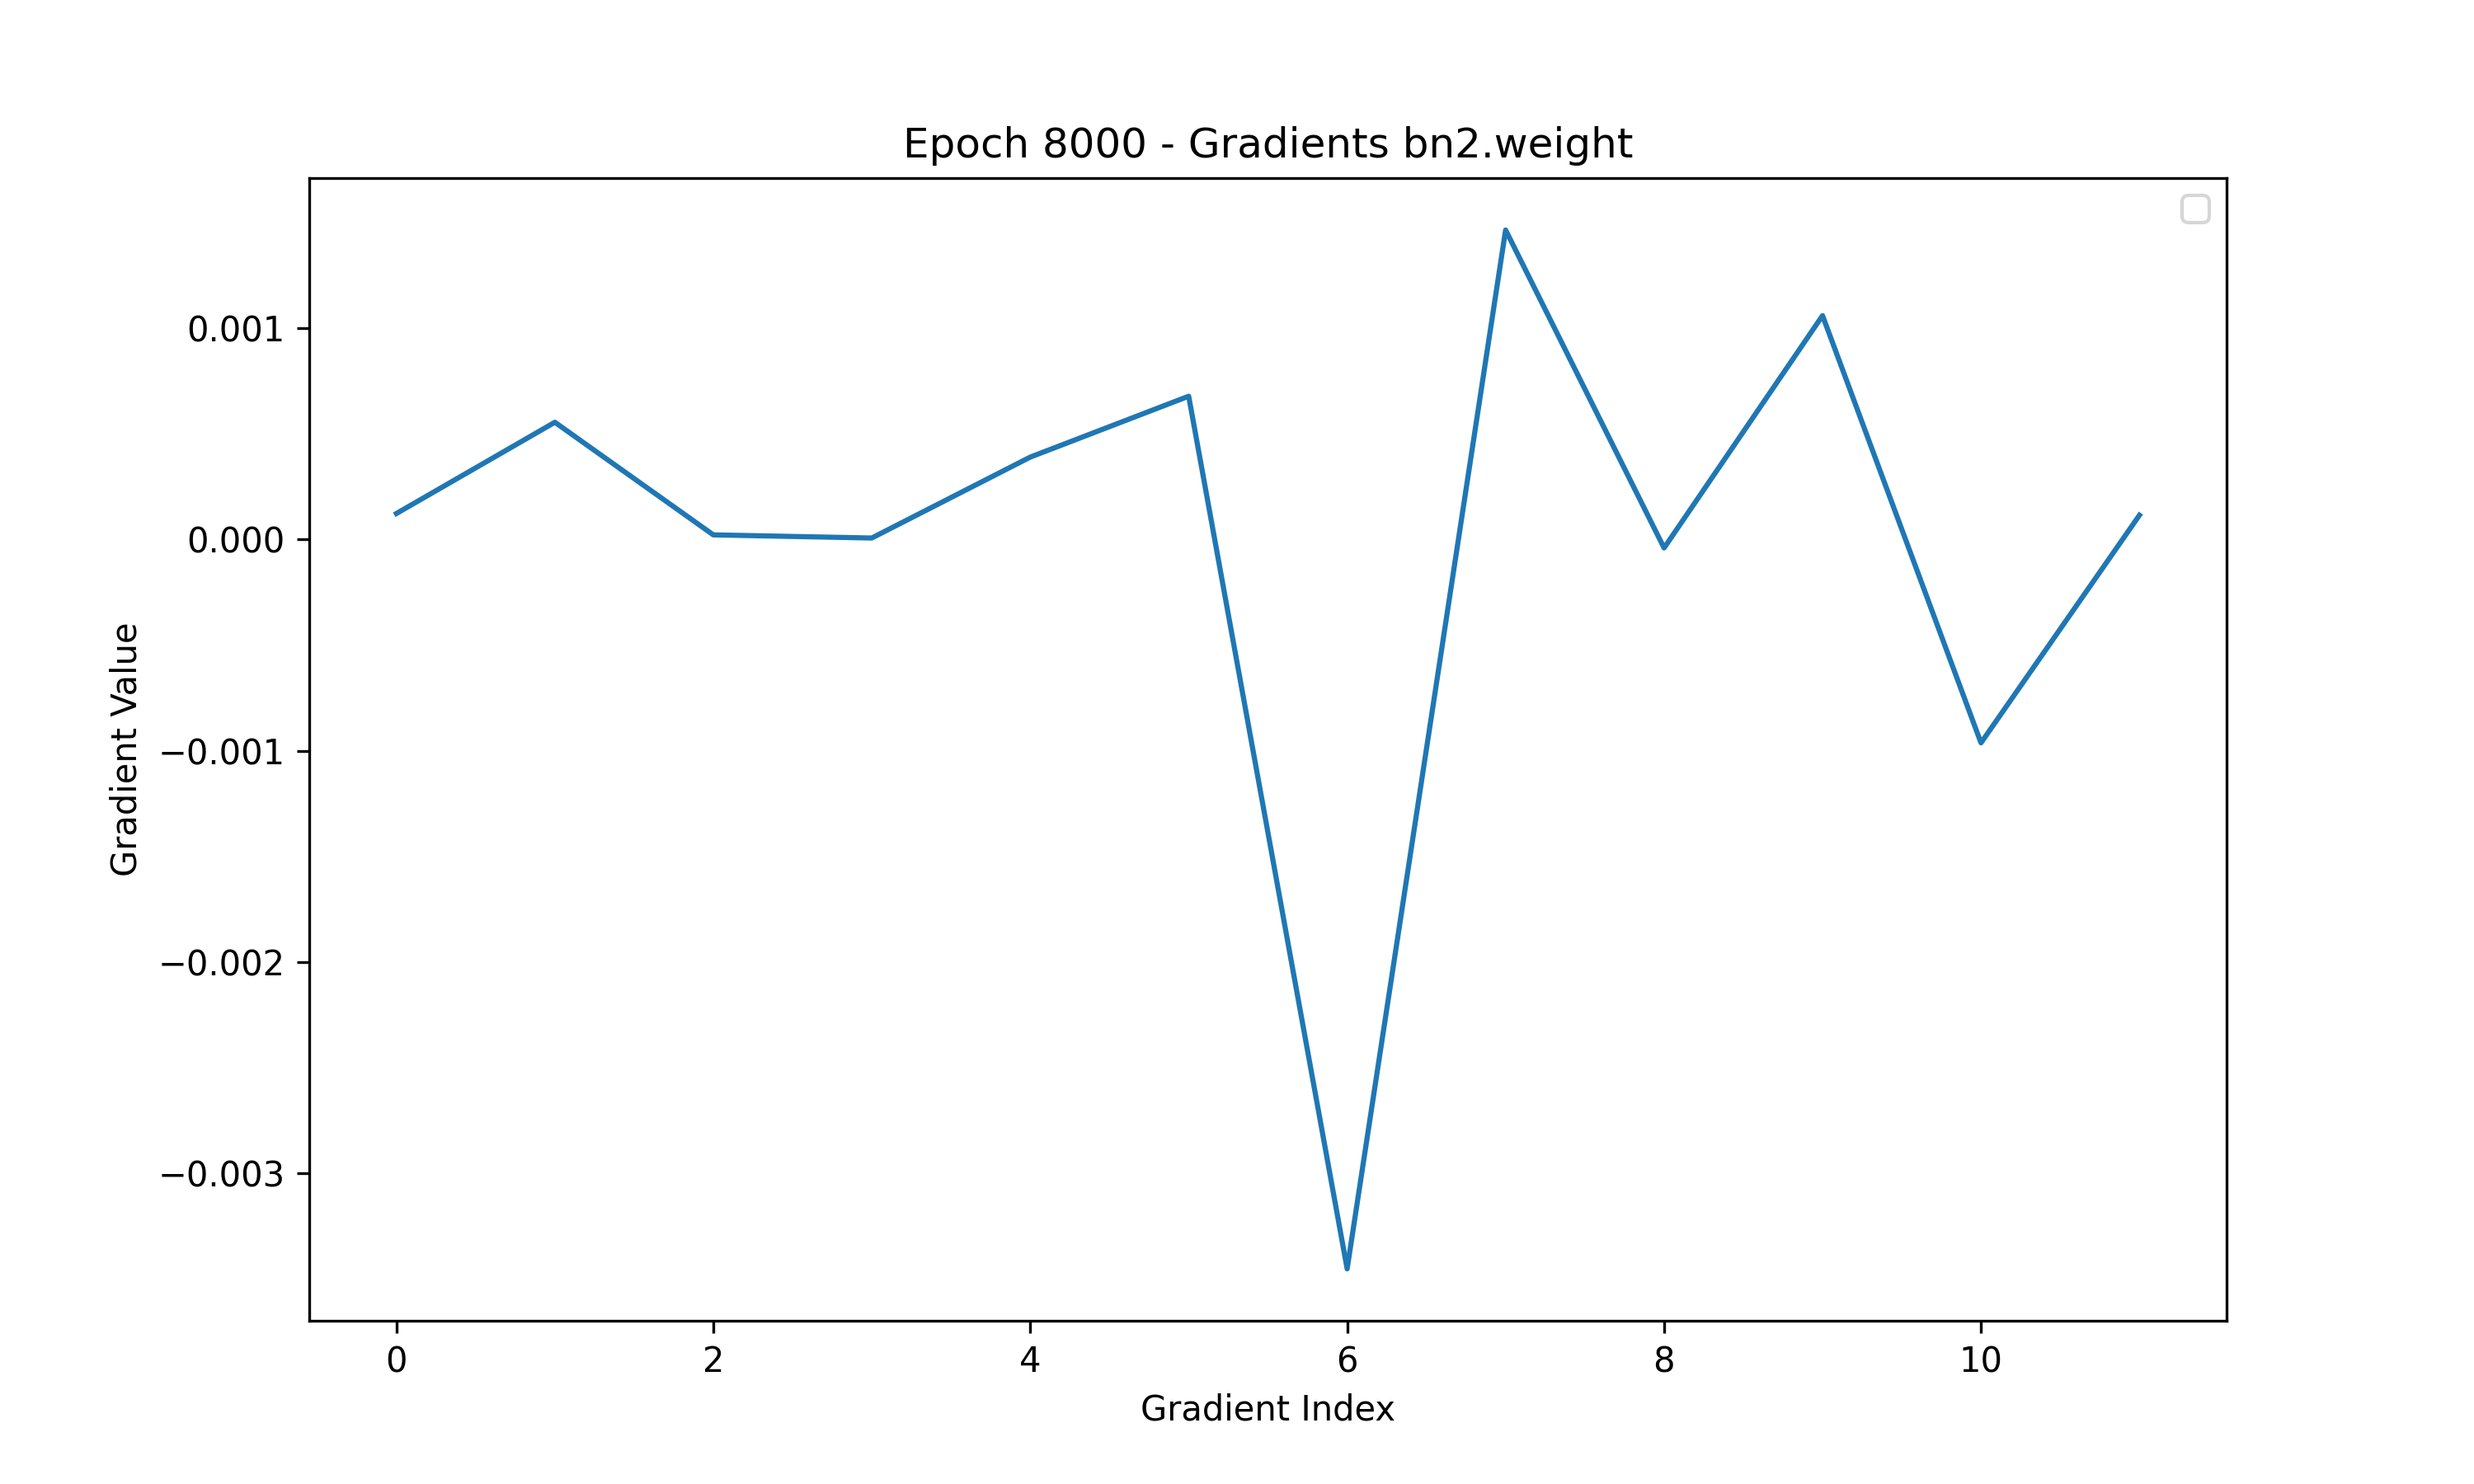 Epoch 8000 - Gradients bn2.weight
0.001
0.000
−0.001
−0.002
−0.003
Gradient Value
0 2 4 6 8 10
Gradient Index